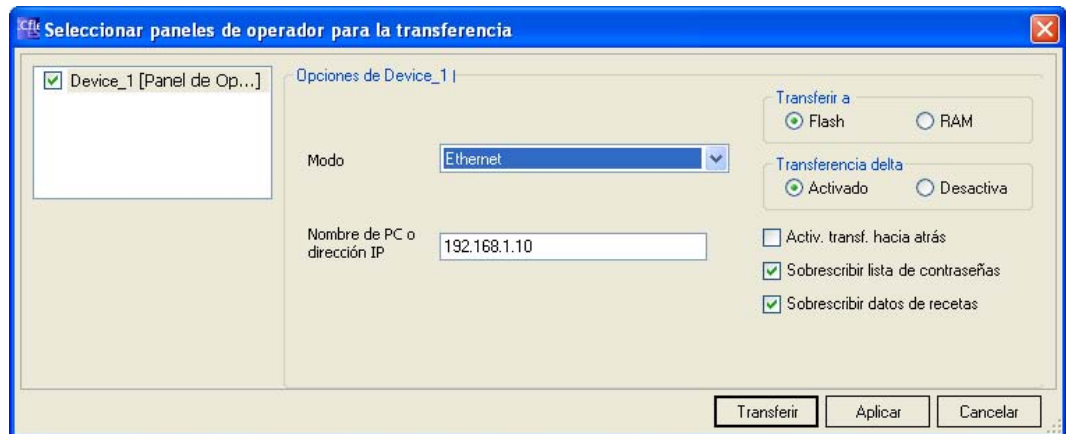 Seleccionar paneles de operador para la transferencia
Device_1 [Panel de Op...]
Opciones de Device_1
Modo
Ethernet
Nombre de PC o
dirección IP
192.168.1.10
Transferir a
Flash
RAM
Transferencia delta
Activado
Desactiva
Activ. transf. hacia atrás
Sobrescribir lista de contraseñas
Sobrescribir datos de recetas
Transferir
Aplicar
Cancelar